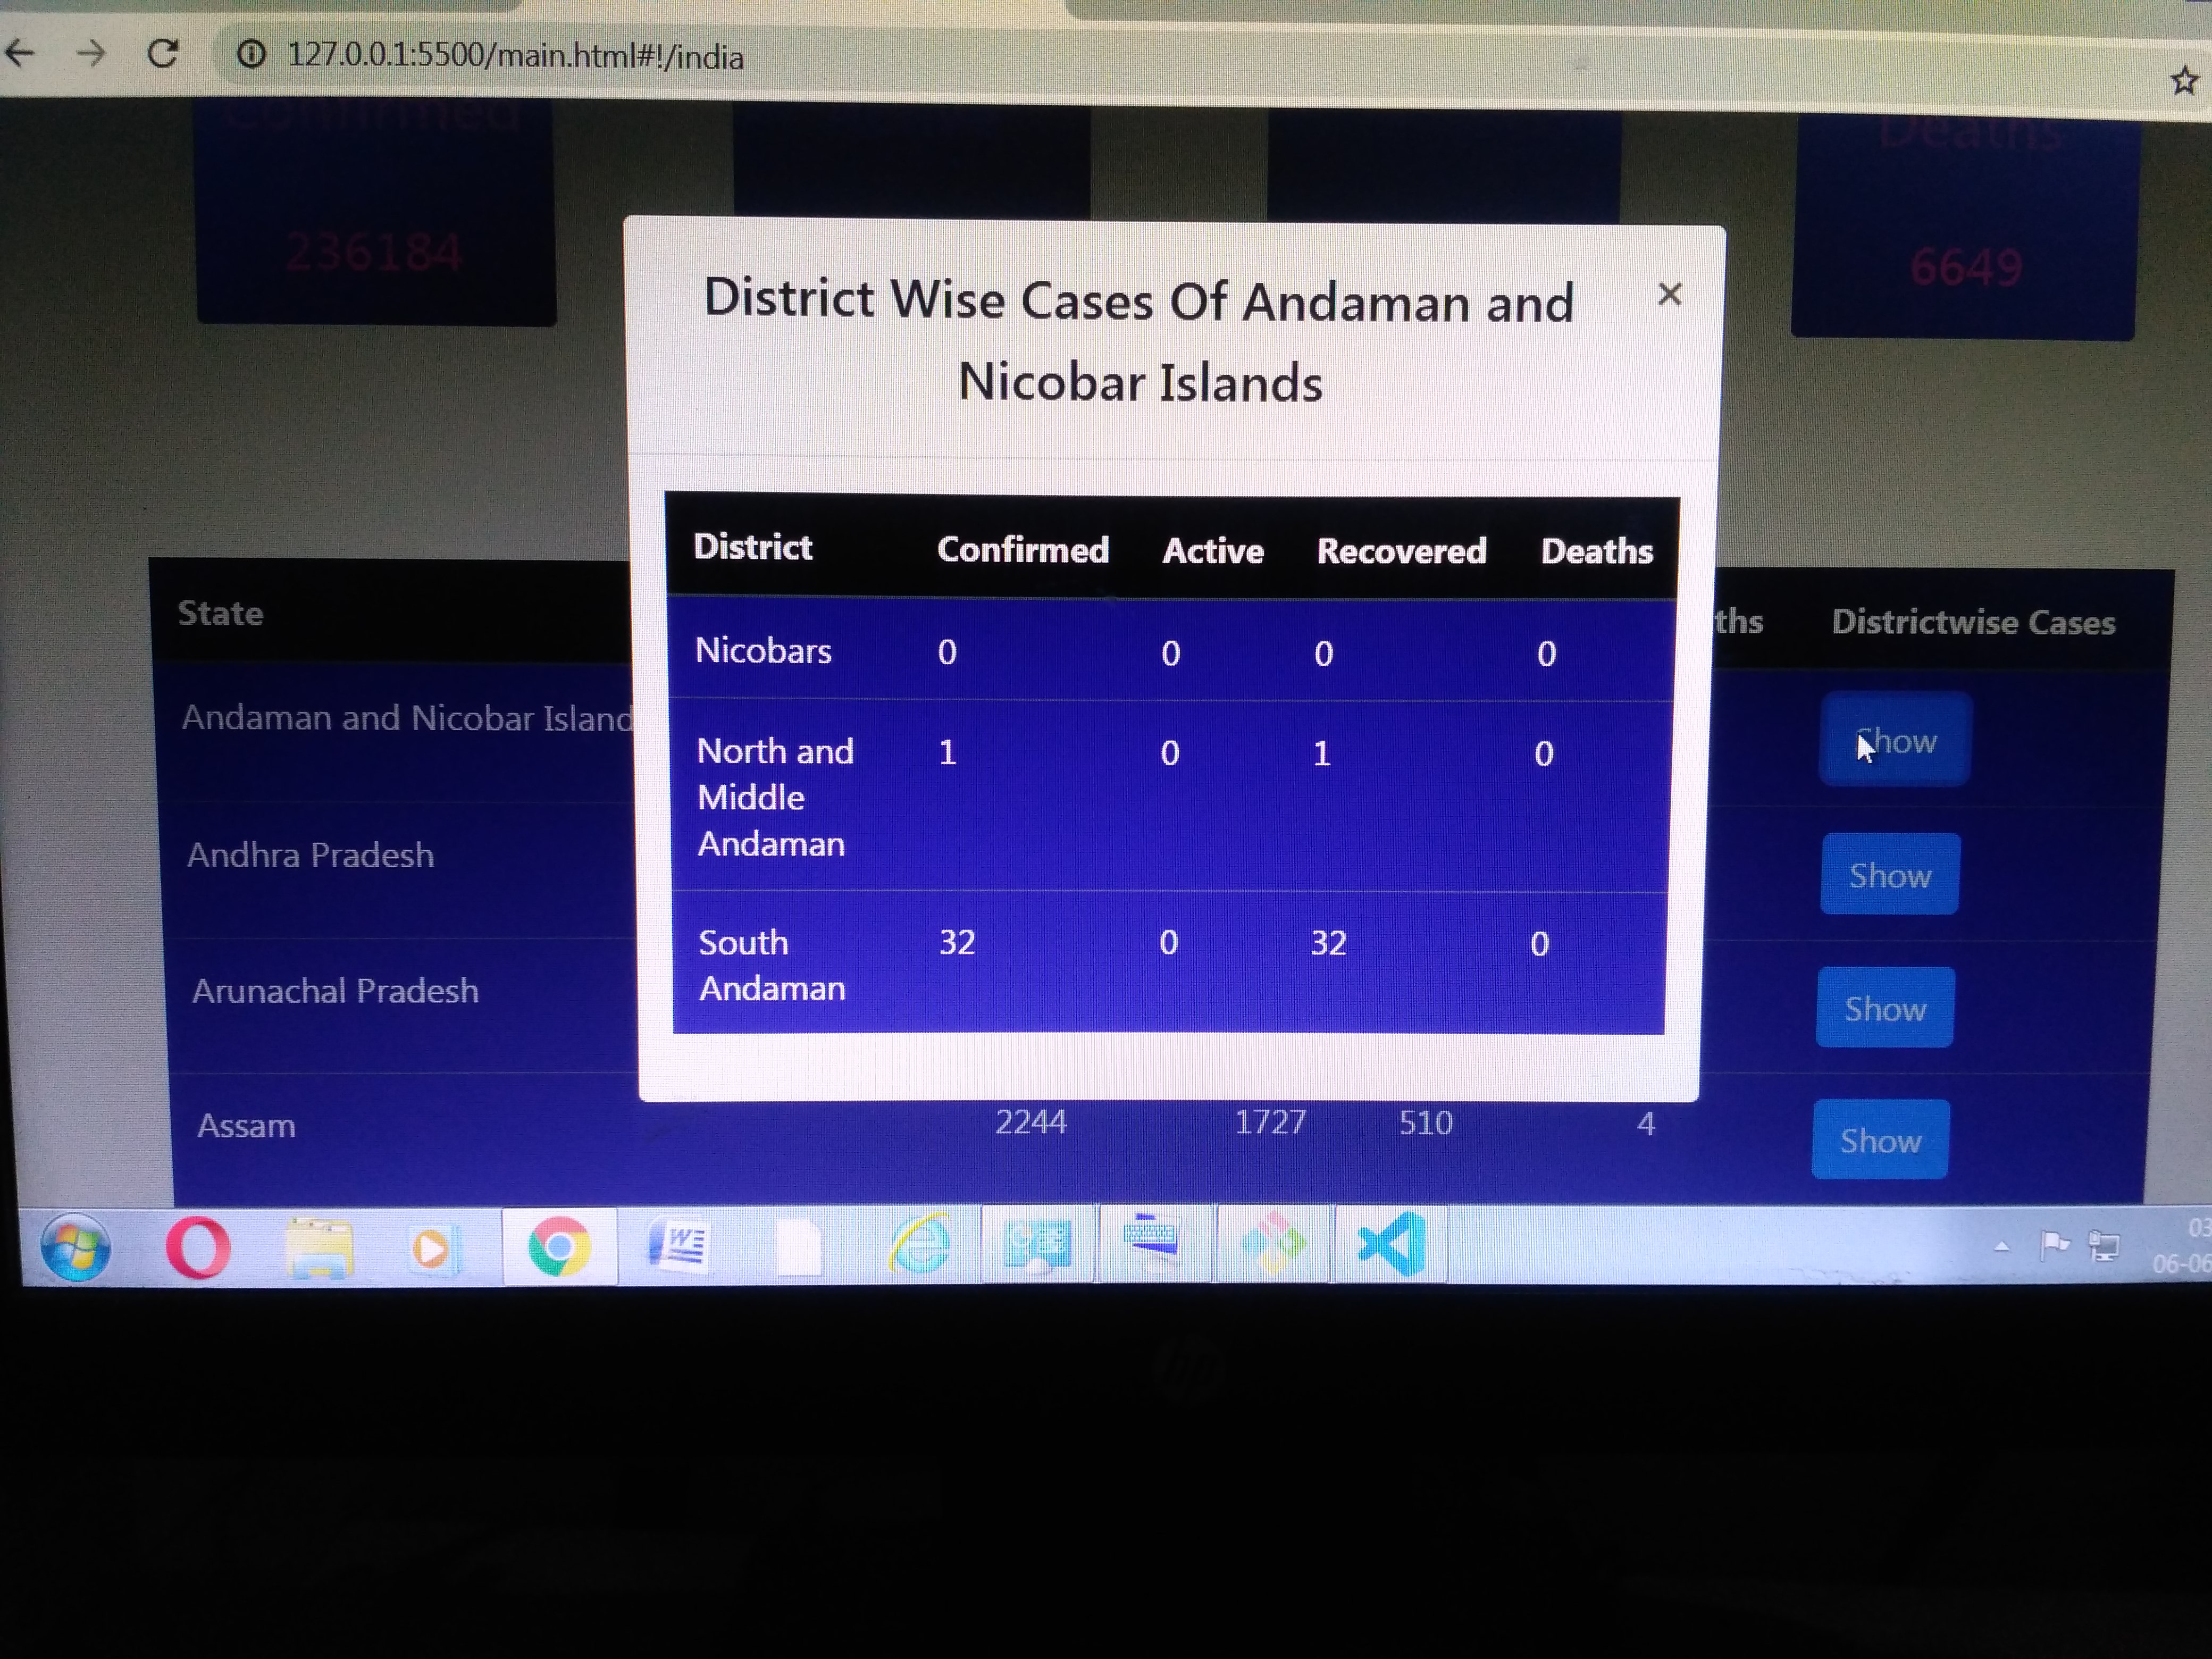 127.0.0.1:5500/main.html#!/india
Confirmed
Deaths
236184
6649
District Wise Cases Of Andaman and
Nicobar Islands
×
District Confirmed Active Recovered Deaths
Nicobars 0 0 0 0
North and 1 0 1 0
Middle
Andaman
South 32 0 32 0
Andaman
State ths Districtwise Cases
Andaman and Nicobar Island Show
Andhra Pradesh Show
Arunachal Pradesh Show
Assam 2244 1727 510 4 Show
W
03
06-06
hp